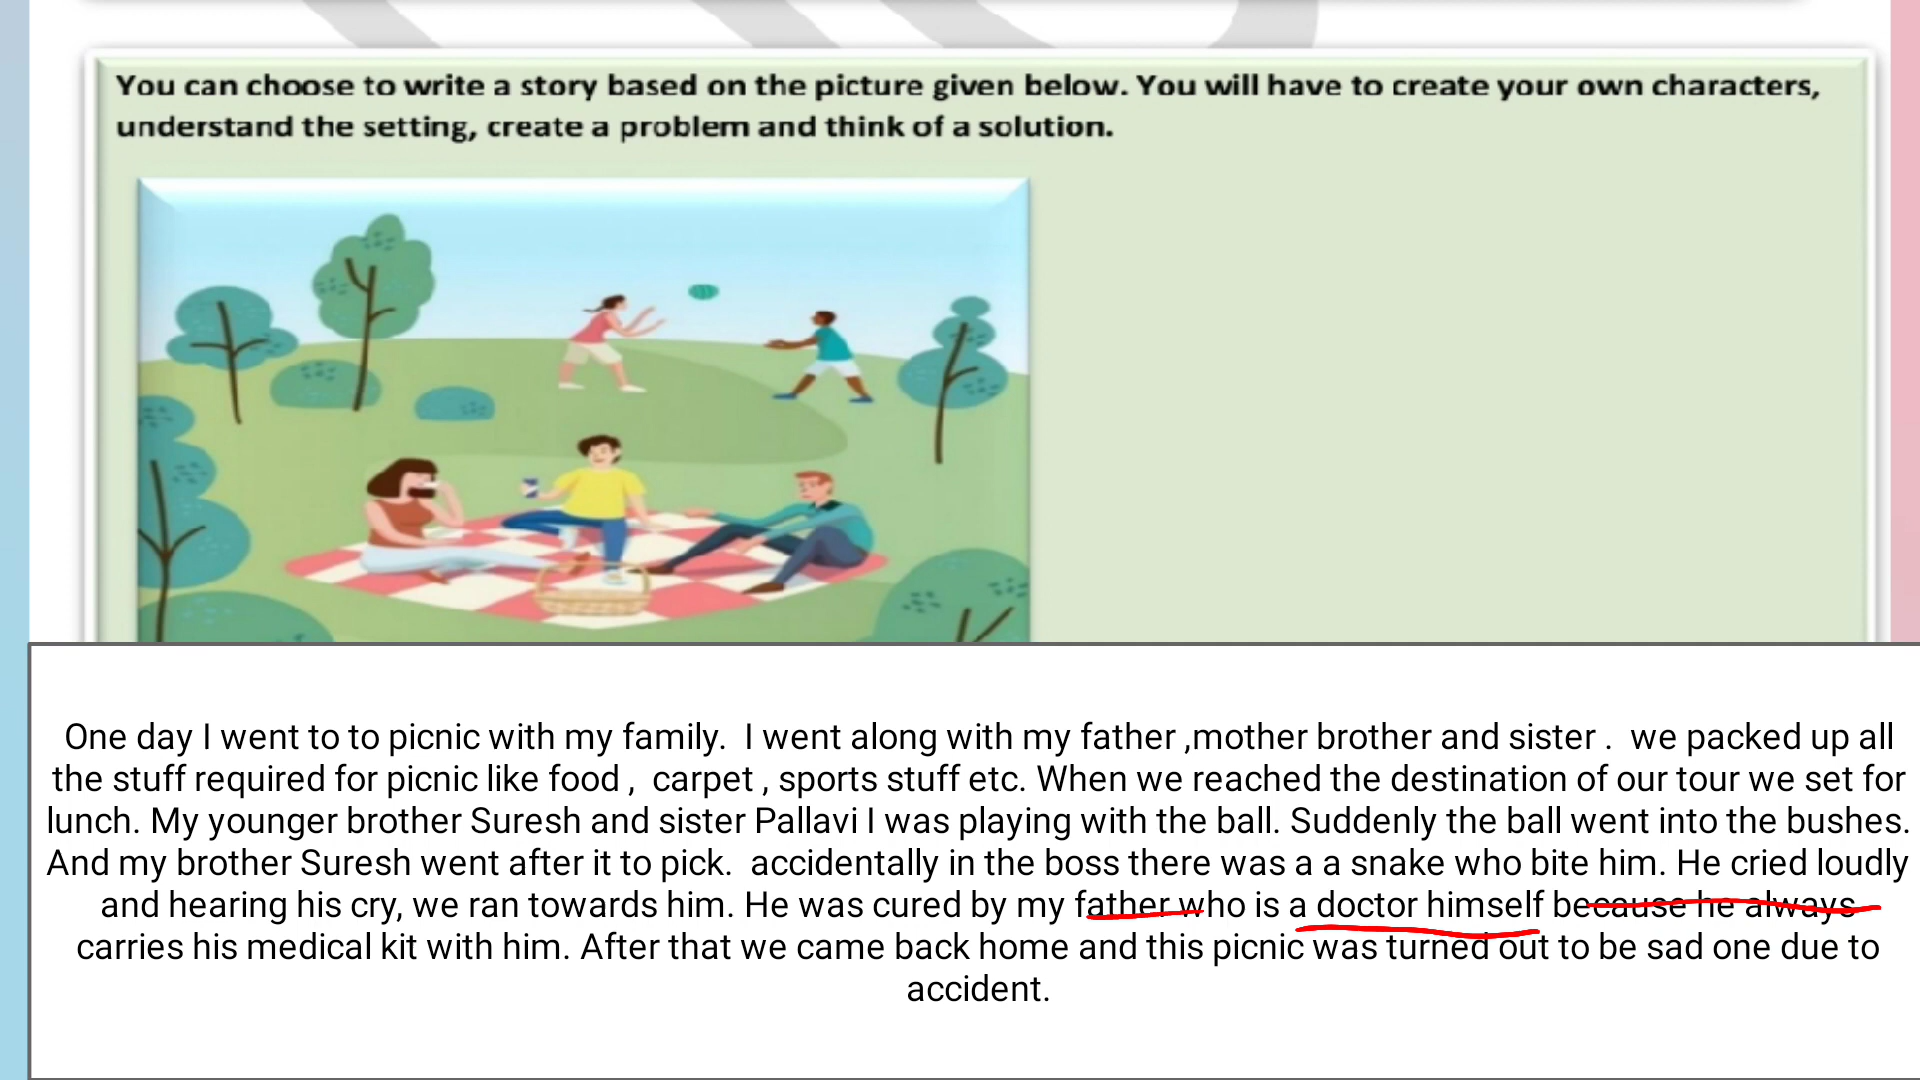 You can choose to write a story based on the picture given below. You will have to create your own characters,
understand the setting, create a problem and think of a solution.
One day I went to to picnic with my family.  I went along with my father ,mother brother and sister .  we packed up all
the stuff required for picnic like food ,  carpet , sports stuff etc. When we reached the destination of our tour we set for
lunch. My younger brother Suresh and sister Pallavi I was playing with the ball. Suddenly the ball went into the bushes.
And my brother Suresh went after it to pick.  accidentally in the boss there was a a snake who bite him. He cried loudly
and hearing his cry, we ran towards him. He was cured by my father who is a doctor himself because he always
carries his medical kit with him. After that we came back home and this picnic was turned out to be sad one due to
accident.